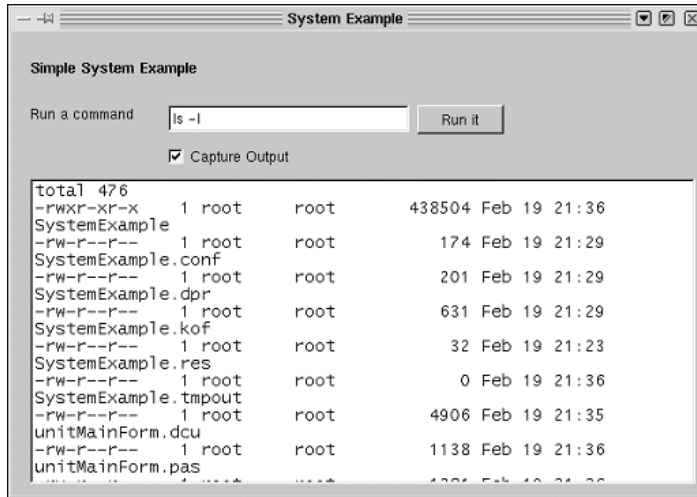 System Example
Simple System Example
Run a command
ls -l
Run it
Capture Output
total 476
-rwxr-xr-x 1 root root 438504 Feb 19 21:36
SystemExample
-rw-r--r-- 1 root root 174 Feb 19 21:29
SystemExample.conf
-rw-r--r-- 1 root root 201 Feb 19 21:29
SystemExample.dpr
-rw-r--r-- 1 root root 631 Feb 19 21:29
SystemExample.kof
-rw-r--r-- 1 root root 32 Feb 19 21:23
SystemExample.res
-rw-r--r-- 1 root root 0 Feb 19 21:36
SystemExample.tmpout
-rw-r--r-- 1 root root 4906 Feb 19 21:35
unitMainForm.dcu
-rw-r--r-- 1 root root 1138 Feb 19 21:36
unitMainForm.pas